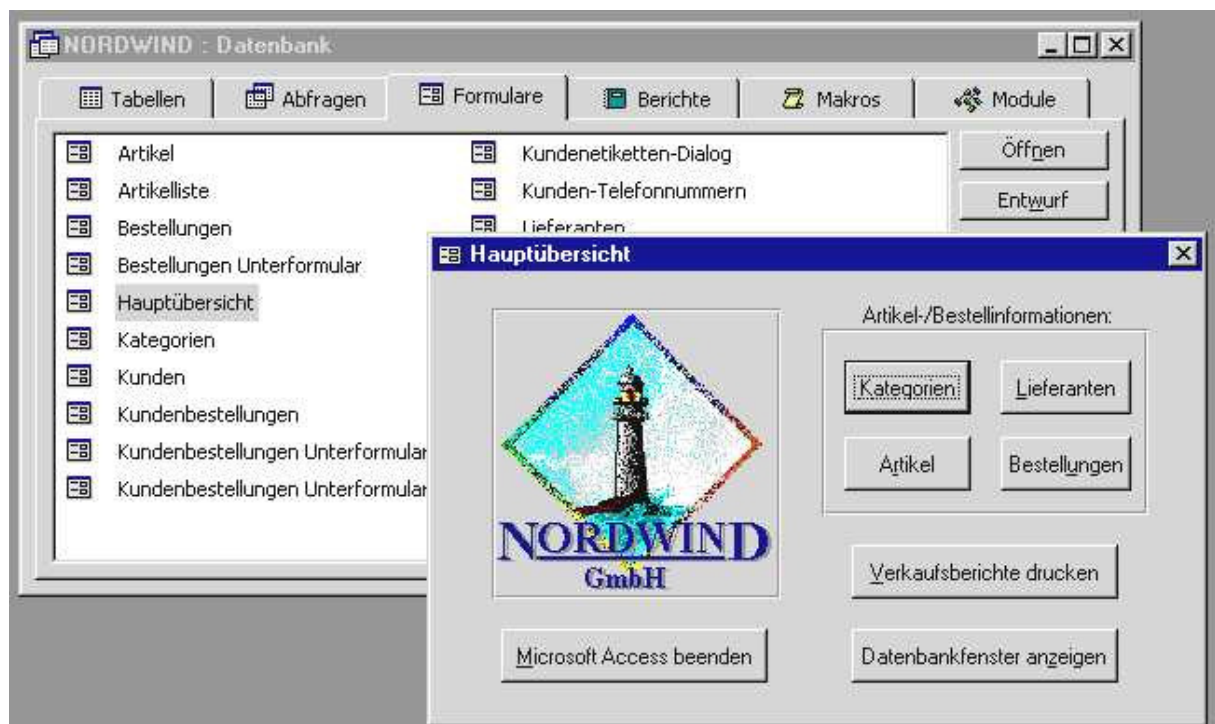 NORDWIND : Datenbank
Tabellen Abfragen Formulare Berichte Makros Module
Artikel
Artikelliste
Bestellungen
Bestellungen Unterformular
Hauptübersicht
Kategorien
Kunden
Kundenbestellungen
Kundenbestellungen Unterformular
Kundenbestellungen Unterformular
Kundenetiketten-Dialog
Kunden-Telefonnummern
Lieferanten
Öffnen
Entwurf
Hauptübersicht
NORDWIND
GmbH
Microsoft Access beenden
Artikel-/Bestellinformationen:
Kategorien Lieferanten
Artikel Bestellungen
Verkaufsberichte drucken
Datenbankfenster anzeigen